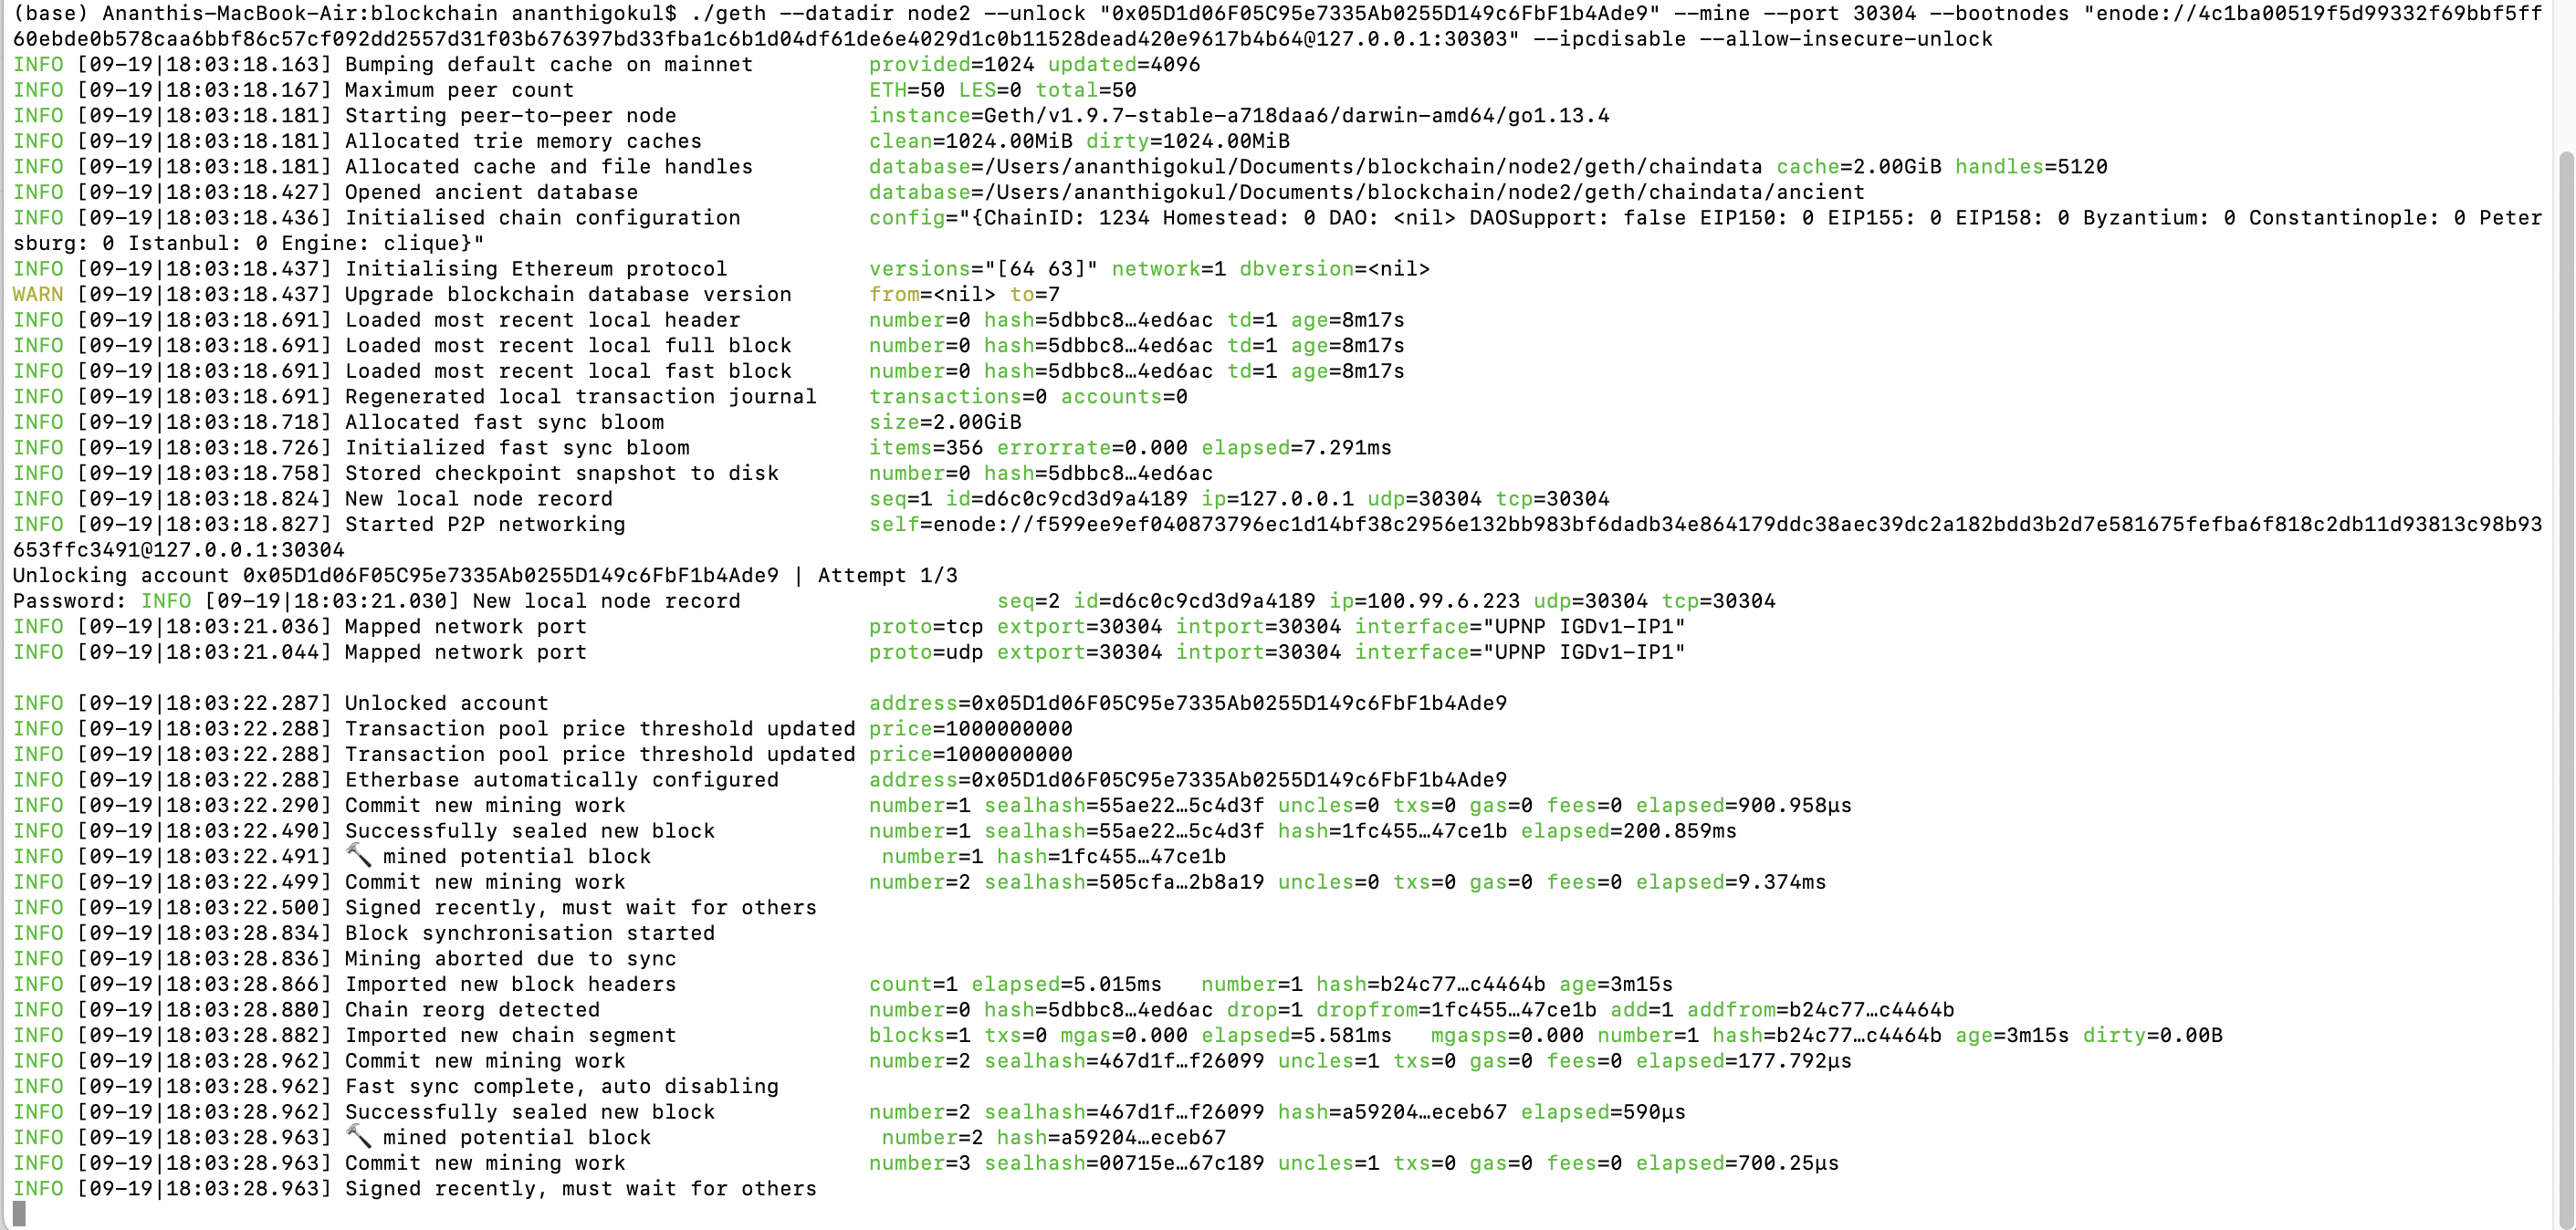 (base) Ananthis-MacBook-Air:blockchain ananthigokul$ ./geth --datadir node2 --unlock "0x05D1d06F05C95e7335Ab0255D149c6FbF1b4Ade9" --mine --port 30304 --bootnodes "enode://4c1ba00519f5d99332f69bbf5ff
60ebde0b578caa6bbf86c57cf092dd2557d31f03b676397bd33fba1c6b1d04df61de6e4029d1c0b11528dead420e9617b4b64@127.0.0.1:30303" --ipcdisable --allow-insecure-unlock
INFO [09-19|18:03:18.163] Bumping default cache on mainnet provided=1024 updated=4096
INFO [09-19|18:03:18.167] Maximum peer count ETH=50 LES=0 total=50
INFO [09-19|18:03:18.181] Starting peer-to-peer node instance=Geth/v1.9.7-stable-a718daa6/darwin-amd64/go1.13.4
INFO [09-19|18:03:18.181] Allocated trie memory caches clean=1024.00MiB dirty=1024.00MiB
INFO [09-19|18:03:18.181] Allocated cache and file handles database=/Users/ananthigokul/Documents/blockchain/node2/geth/chaindata cache=2.00GiB handles=5120
INFO [09-19|18:03:18.427] Opened ancient database database=/Users/ananthigokul/Documents/blockchain/node2/geth/chaindata/ancient
INFO [09-19|18:03:18.436] Initialised chain configuration config="{ChainID: 1234 Homestead: 0 DAO: <nil> DAOSupport: false EIP150: 0 EIP155: 0 EIP158: 0 Byzantium: 0 Constantinople: 0 Peter
sburg: 0 Istanbul: 0 Engine: clique}"
INFO [09-19|18:03:18.437] Initialising Ethereum protocol versions="[64 63]" network=1 dbversion=<nil>
WARN [09-19|18:03:18.437] Upgrade blockchain database version from=<nil> to=7
INFO [09-19|18:03:18.691] Loaded most recent local header number=0 hash=5dbbc8…4ed6ac td=1 age=8m17s
INFO [09-19|18:03:18.691] Loaded most recent local full block number=0 hash=5dbbc8…4ed6ac td=1 age=8m17s
INFO [09-19|18:03:18.691] Loaded most recent local fast block number=0 hash=5dbbc8…4ed6ac td=1 age=8m17s
INFO [09-19|18:03:18.691] Regenerated local transaction journal transactions=0 accounts=0
INFO [09-19|18:03:18.718] Allocated fast sync bloom size=2.00GiB
INFO [09-19|18:03:18.726] Initialized fast sync bloom items=356 errorrate=0.000 elapsed=7.291ms
INFO [09-19|18:03:18.758] Stored checkpoint snapshot to disk number=0 hash=5dbbc8…4ed6ac
INFO [09-19|18:03:18.824] New local node record seq=1 id=d6c0c9cd3d9a4189 ip=127.0.0.1 udp=30304 tcp=30304
INFO [09-19|18:03:18.827] Started P2P networking self=enode://f599ee9ef040873796ec1d14bf38c2956e132bb983bf6dadb34e864179ddc38aec39dc2a182bdd3b2d7e581675fefba6f818c2db11d93813c98b93
653ffc3491@127.0.0.1:30304
Unlocking account 0x05D1d06F05C95e7335Ab0255D149c6FbF1b4Ade9 | Attempt 1/3
Password: INFO [09-19|18:03:21.030] New local node record seq=2 id=d6c0c9cd3d9a4189 ip=100.99.6.223 udp=30304 tcp=30304
INFO [09-19|18:03:21.036] Mapped network port proto=tcp extport=30304 intport=30304 interface="UPNP IGDv1-IP1"
INFO [09-19|18:03:21.044] Mapped network port proto=udp extport=30304 intport=30304 interface="UPNP IGDv1-IP1"
INFO [09-19|18:03:22.287] Unlocked account address=0x05D1d06F05C95e7335Ab0255D149c6FbF1b4Ade9
INFO [09-19|18:03:22.288] Transaction pool price threshold updated price=1000000000
INFO [09-19|18:03:22.288] Transaction pool price threshold updated price=1000000000
INFO [09-19|18:03:22.288] Etherbase automatically configured address=0x05D1d06F05C95e7335Ab0255D149c6FbF1b4Ade9
INFO [09-19|18:03:22.290] Commit new mining work number=1 sealhash=55ae22…5c4d3f uncles=0 txs=0 gas=0 fees=0 elapsed=900.958µs
INFO [09-19|18:03:22.490] Successfully sealed new block number=1 sealhash=55ae22…5c4d3f hash=1fc455…47ce1b elapsed=200.859ms
INFO [09-19|18:03:22.491] 🔨 mined potential block number=1 hash=1fc455…47ce1b
INFO [09-19|18:03:22.499] Commit new mining work number=2 sealhash=505cfa…2b8a19 uncles=0 txs=0 gas=0 fees=0 elapsed=9.374ms
INFO [09-19|18:03:22.500] Signed recently, must wait for others
INFO [09-19|18:03:28.834] Block synchronisation started
INFO [09-19|18:03:28.836] Mining aborted due to sync
INFO [09-19|18:03:28.866] Imported new block headers count=1 elapsed=5.015ms number=1 hash=b24c77…c4464b age=3m15s
INFO [09-19|18:03:28.880] Chain reorg detected number=0 hash=5dbbc8…4ed6ac drop=1 dropfrom=1fc455…47ce1b add=1 addfrom=b24c77…c4464b
INFO [09-19|18:03:28.882] Imported new chain segment blocks=1 txs=0 mgas=0.000 elapsed=5.581ms mgasps=0.000 number=1 hash=b24c77…c4464b age=3m15s dirty=0.00B
INFO [09-19|18:03:28.962] Commit new mining work number=2 sealhash=467d1f…f26099 uncles=1 txs=0 gas=0 fees=0 elapsed=177.792µs
INFO [09-19|18:03:28.962] Fast sync complete, auto disabling
INFO [09-19|18:03:28.962] Successfully sealed new block number=2 sealhash=467d1f…f26099 hash=a59204…eceb67 elapsed=590µs
INFO [09-19|18:03:28.963] 🔨 mined potential block number=2 hash=a59204…eceb67
INFO [09-19|18:03:28.963] Commit new mining work number=3 sealhash=00715e…67c189 uncles=1 txs=0 gas=0 fees=0 elapsed=700.25µs
INFO [09-19|18:03:28.963] Signed recently, must wait for others